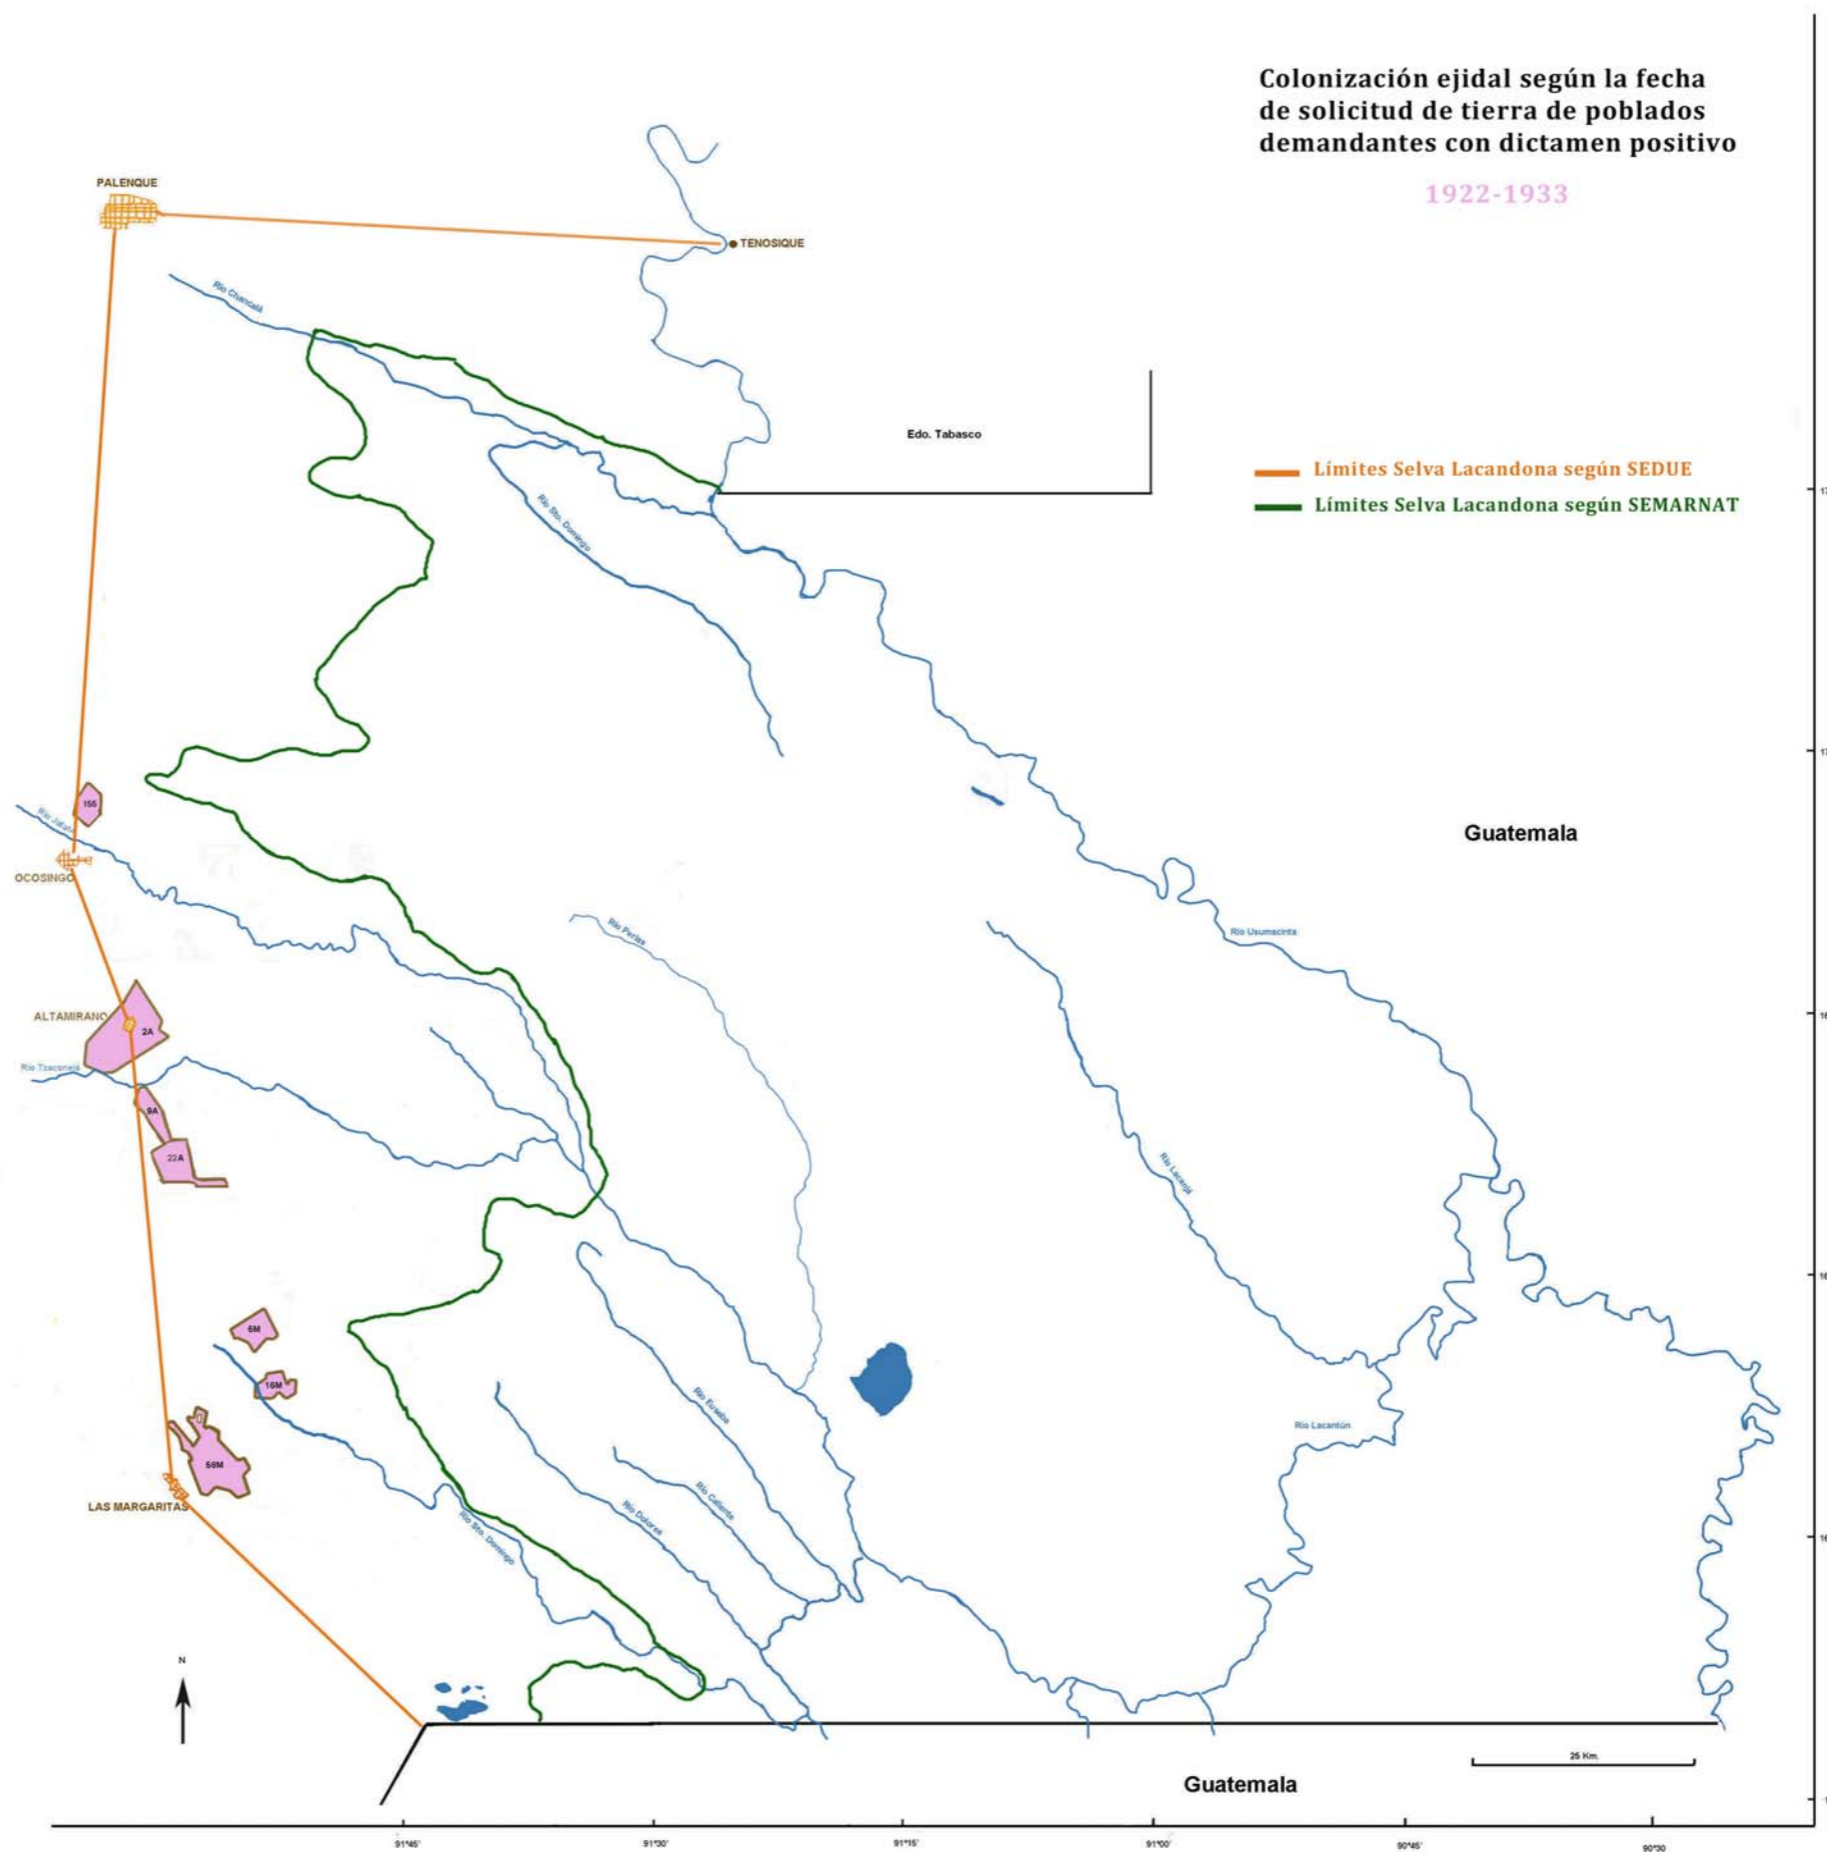 Colonización ejidal según la fecha
de solicitud de tierra de poblados
demandantes con dictamen positivo
1922-1933
PALENQUE
TENOSIQUE
Río Chancalá
Edo. Tabasco
Límites Selva Lacandona según SEDUE
Límites Selva Lacandona según SEMARNAT
Río Sto. Domingo
155
Guatemala
OCOSINGO
Río Perlas
Río Usumacinta
ALTAMIRANO
2A
Río Tzaconejá
9A
22A
Río Lacanjá
6M
16M
Río Euseba
Río Lacantún
58M
LAS MARGARITAS
Río Caliente
Río Dolores
Río Sto. Domingo
N
25 Km.
Guatemala
91°45'
91°30'
91°15'
91°00'
90°45'
90°30